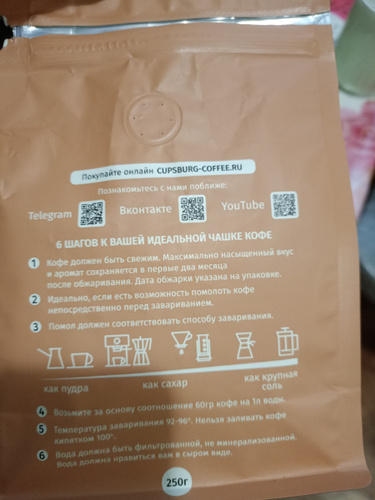 Покупайте онлайн CUPSBURG-COFFEE.RU
Познакомьтесь с нами поближе:
Telegram Вконтакте YouTube
6 ШАГОВ К ВАШЕЙ ИДЕАЛЬНОЙ ЧАШКЕ КОФЕ
1 Кофе должен быть свежим. Максимально насыщенный вкус
и аромат сохраняется в первые два месяца
после обжаривания. Дата обжарки указана на упаковке.
2 Идеально, если есть возможность помолоть кофе
непосредственно перед завариванием.
3 Помол должен соответствовать способу заваривания.
как пудра как сахар как крупная
соль
4 Возьмите за основу соотношение 60гр кофе на 1л воды.
5 Температура заваривания 92-96°. Нельзя заливать кофе
кипятком 100°.
6 Вода должна быть фильтрованной, не минерализованной.
Вода должна нравиться вам в сыром виде.
250г